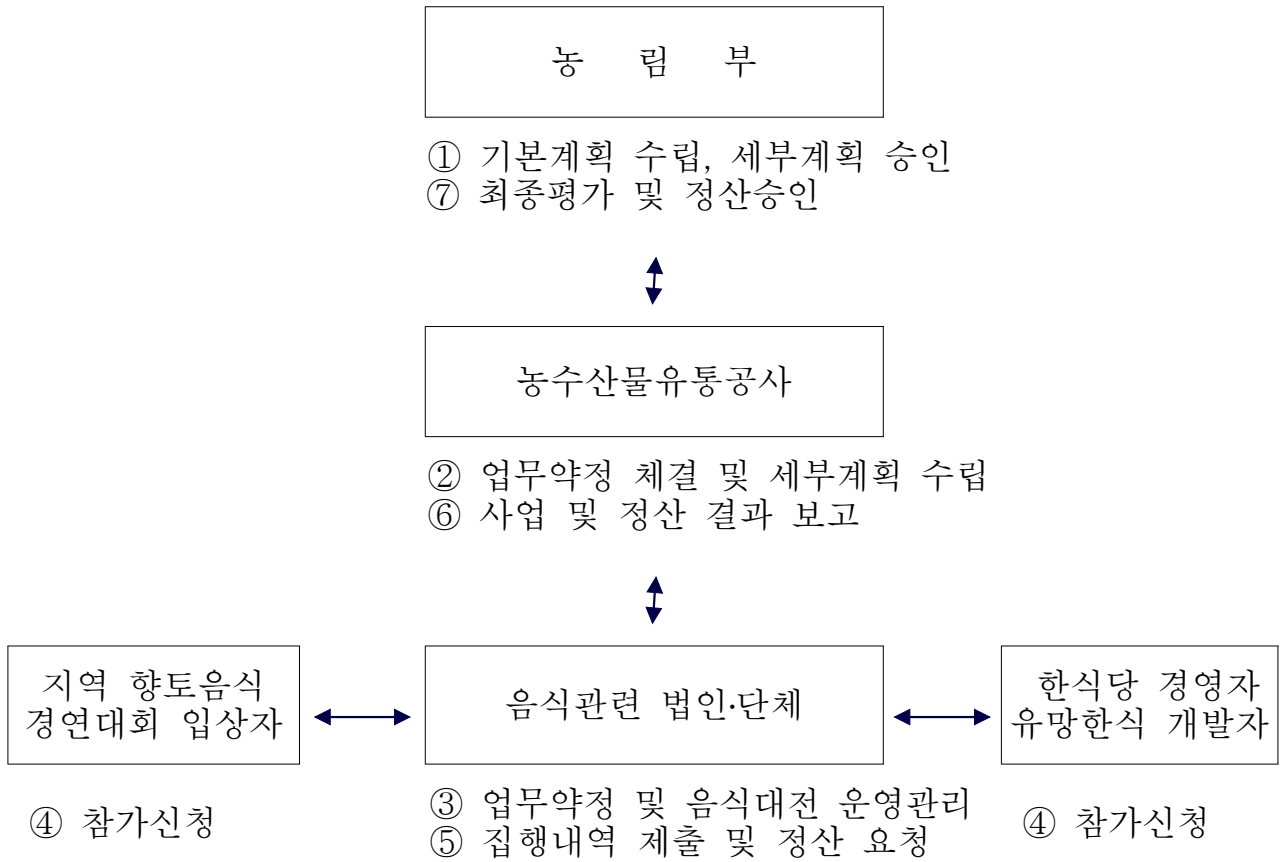 농 림 부
① 기본계획 수립, 세부계획 승인
⑦ 최종평가 및 정산승인
농수산물유통공사
② 업무약정 체결 및 세부계획 수립
⑥ 사업 및 정산 결과 보고
지역 향토음식
경연대회 입상자
음식관련 법인·단체
한식당 경영자
유망한식 개발자
④ 참가신청
③ 업무약정 및 음식대전 운영관리
⑤ 집행내역 제출 및 정산 요청
④ 참가신청